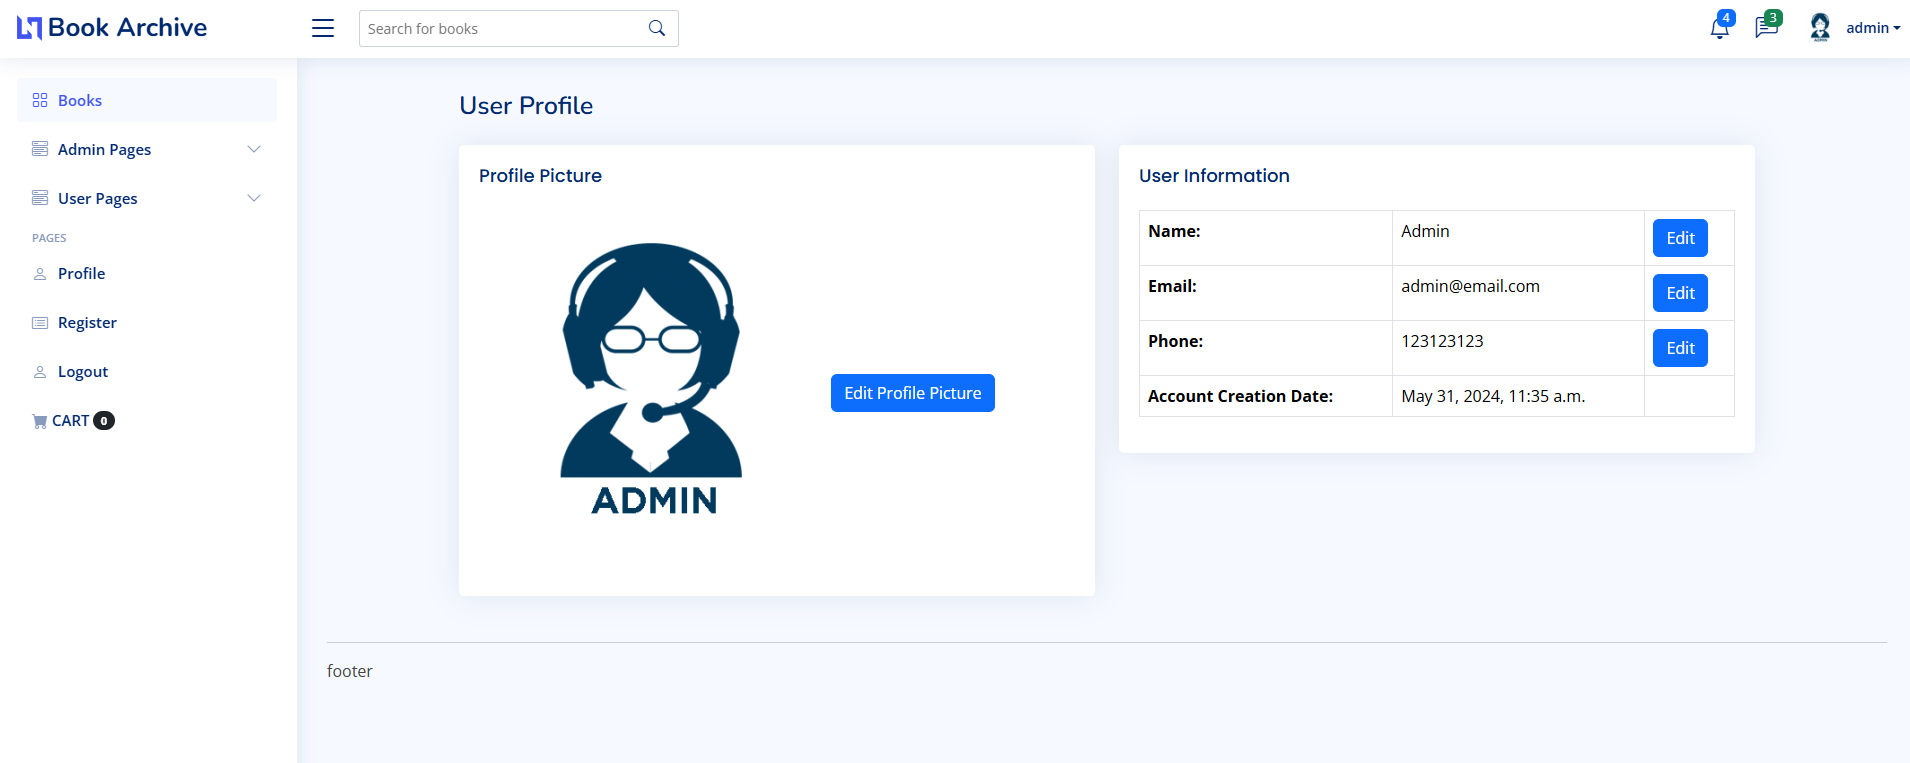 Book Archive
Search for books
4
3
admin
Books
Admin Pages
User Pages
PAGES
Profile
Register
Logout
CART 0
User Profile
Profile Picture
ADMIN
Edit Profile Picture
User Information
Name: Admin Edit
Email: admin@email.com Edit
Phone: 123123123 Edit
Account Creation Date: May 31, 2024, 11:35 a.m.
footer